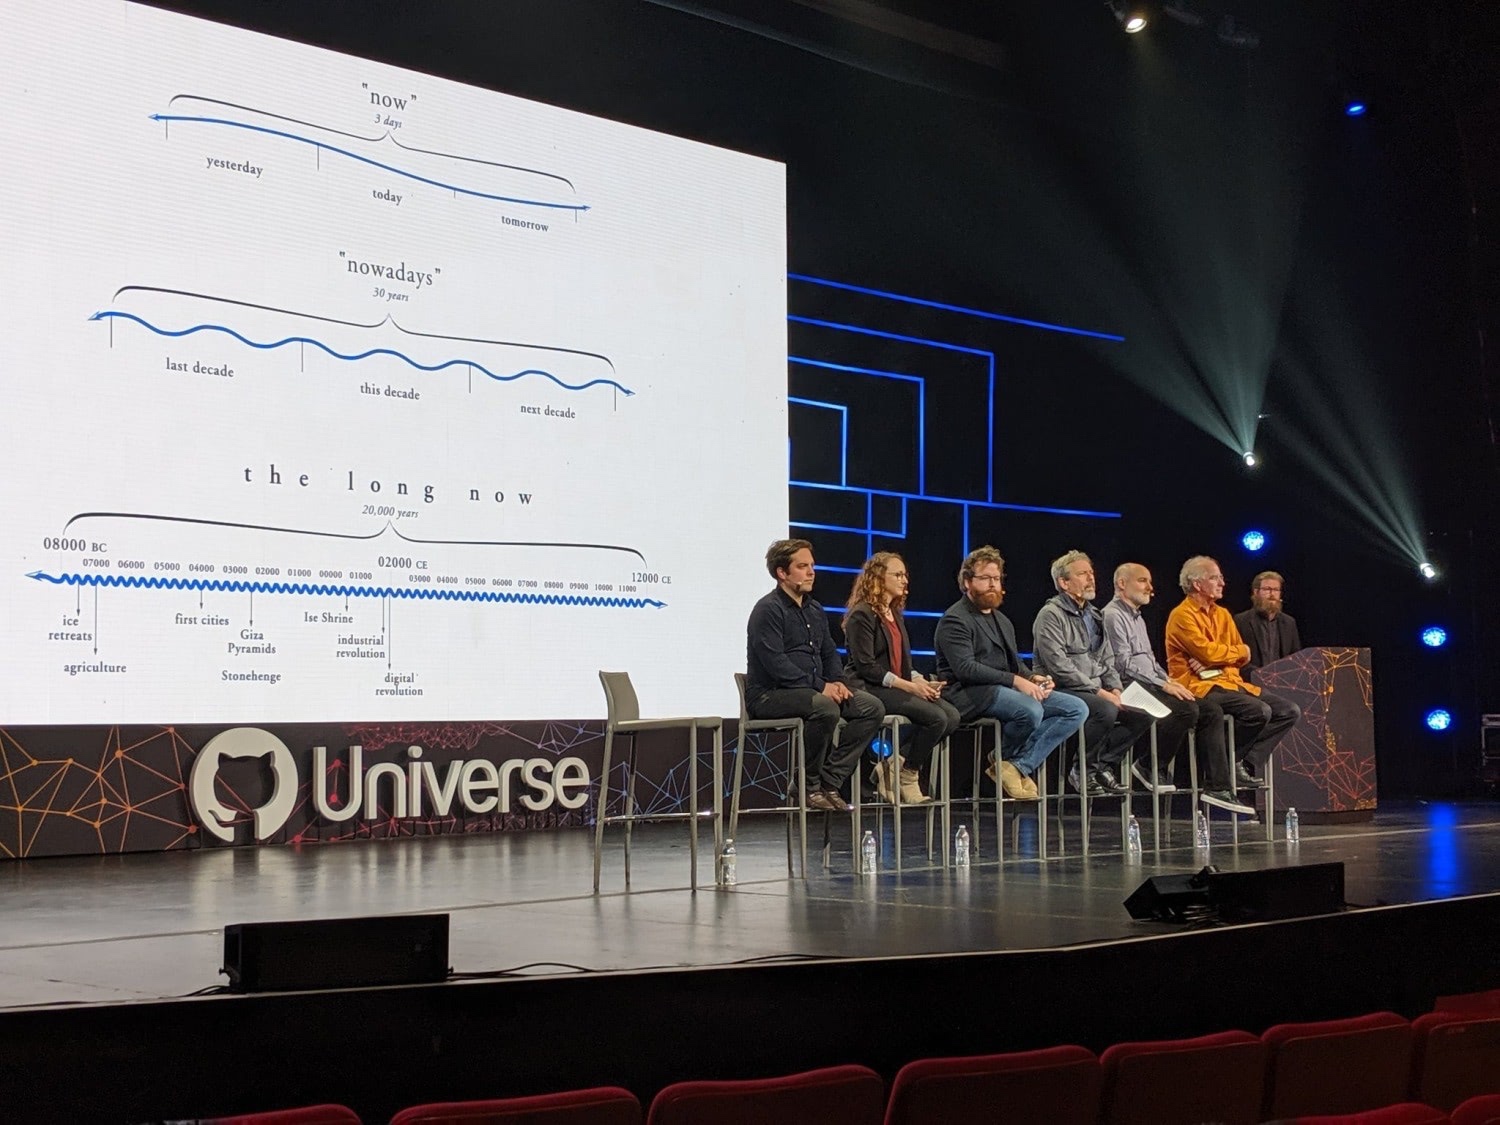 "now"
3 days
yesterday
today
tomorrow
"nowadays"
30 years
last decade
this decade
next decade
the long now
20,000 years
08000 BC
02000 CE
12000 CE
07000 06000 05000 04000 03000 02000 01000 00000 01000 03000 04000 05000 06000 07000 08000 09000 10000 11000
ice
retreats
agriculture
first cities
Giza
Pyramids
Stonehenge
Ise Shrine
industrial
revolution
digital
revolution
Universe